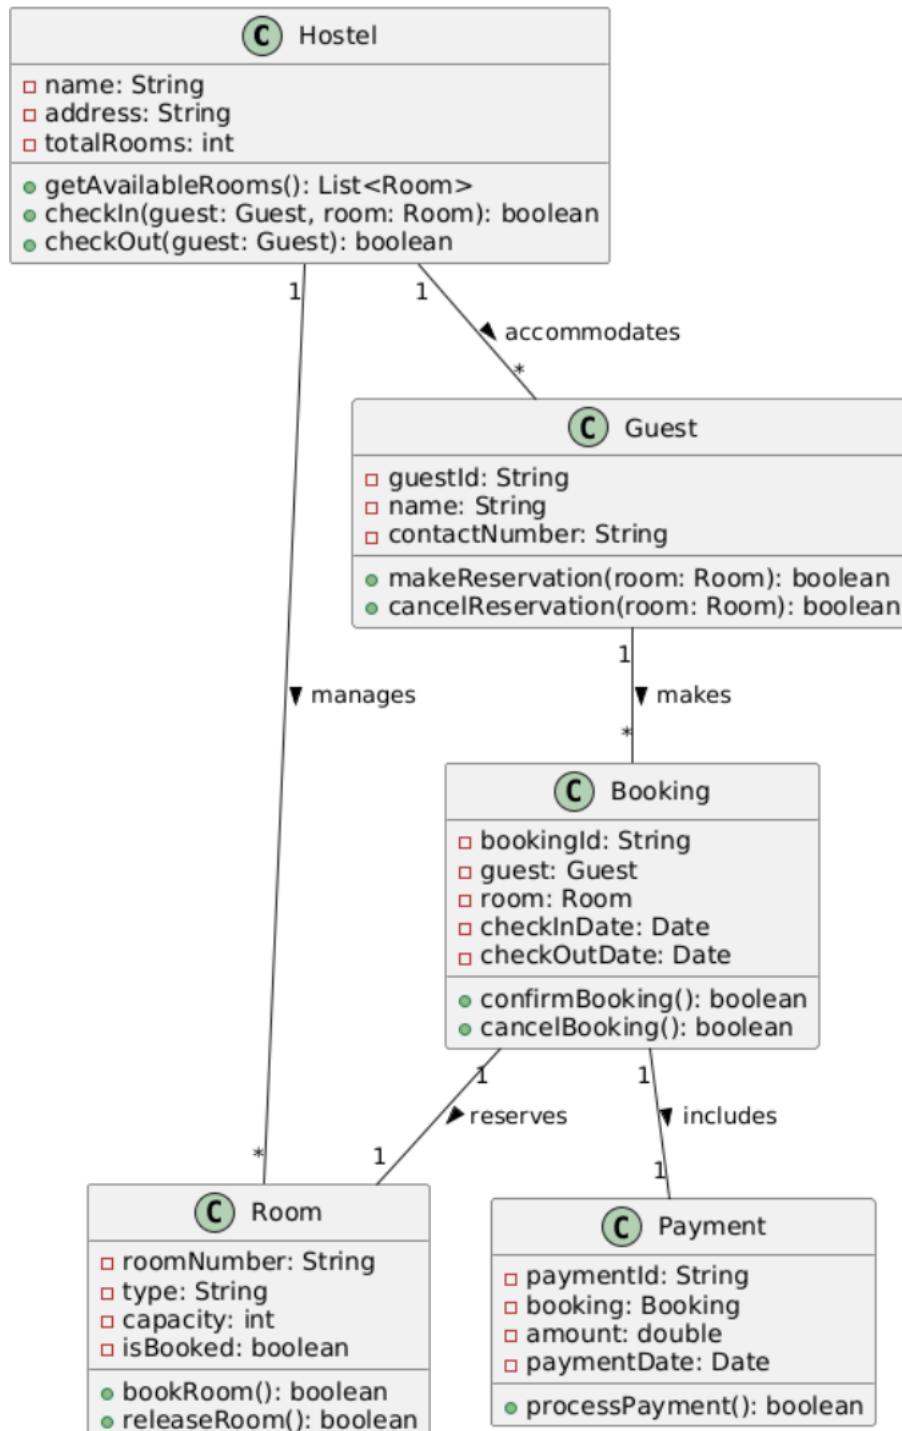 C Hostel
name: String
address: String
totalRooms: int
getAvailableRooms(): List<Room>
checkIn(guest: Guest, room: Room): boolean
checkOut(guest: Guest): boolean
1
1
accommodates
*
C Guest
guestId: String
name: String
contactNumber: String
makeReservation(room: Room): boolean
cancelReservation(room: Room): boolean
1
manages
makes
*
C Booking
bookingId: String
guest: Guest
room: Room
checkInDate: Date
checkOutDate: Date
confirmBooking(): boolean
cancelBooking(): boolean
1
1
reserves
includes
*
1
1
C Room
roomNumber: String
type: String
capacity: int
isBooked: boolean
bookRoom(): boolean
releaseRoom(): boolean
C Payment
paymentId: String
booking: Booking
amount: double
paymentDate: Date
processPayment(): boolean